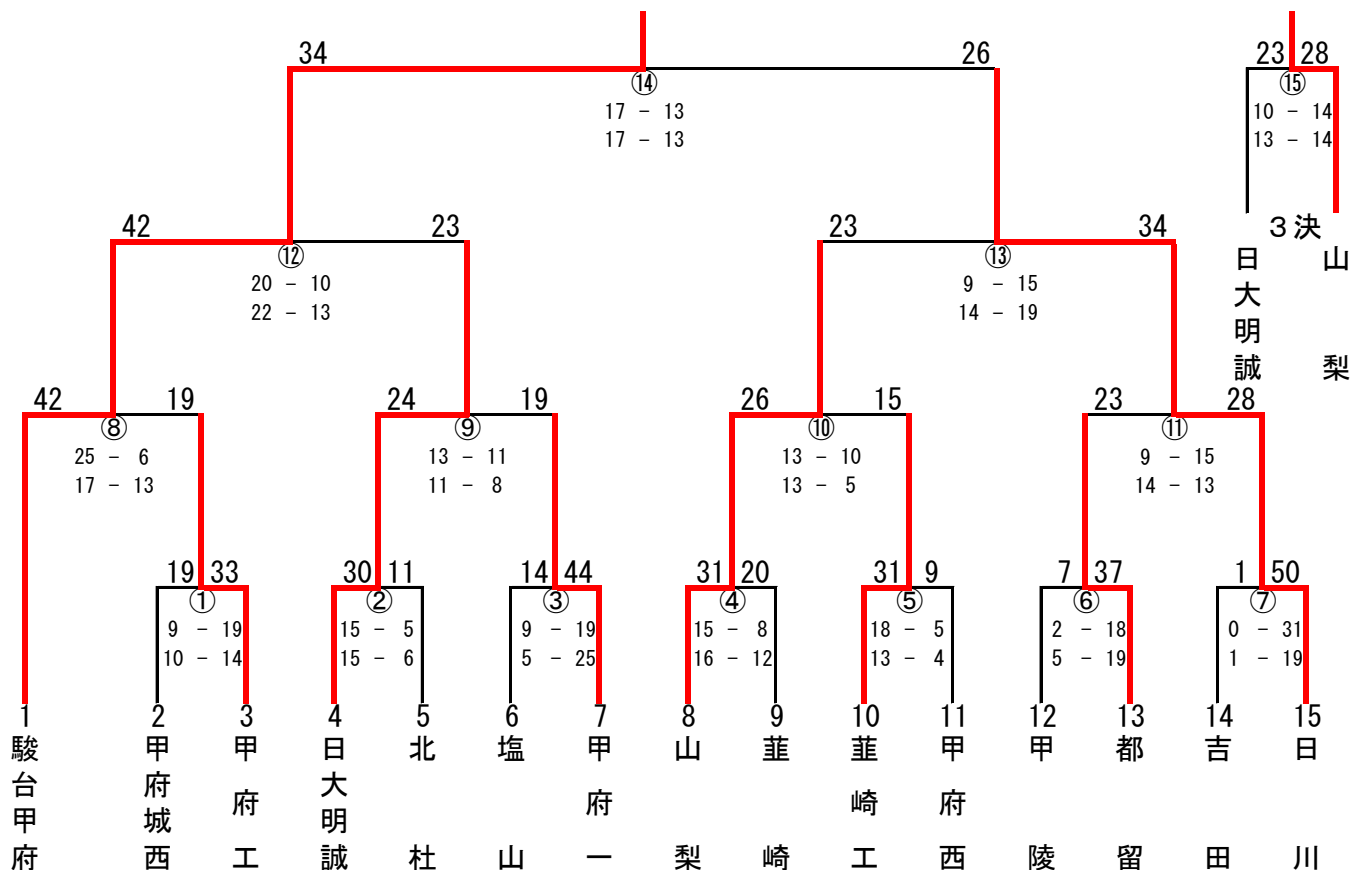 34 26 23 28
⑭ ⑮
17 － 13 10 － 14
17 － 13 13 － 14
42 23 23 34 3決
⑫ ⑬
20 － 10 9 － 15
22 － 13 14 － 19
日大明誠
山梨
42 19 24 19 26 15 23 28
⑧ ⑨ ⑩ ⑪
25 － 6 13 － 11 13 － 10 9 － 15
17 － 13 11 － 8 13 － 5 14 － 13
19 33 30 11 14 44 31 20 31 9 7 37 1 50
① ② ③ ④ ⑤ ⑥ ⑦
9 － 19 15 － 5 9 － 19 15 － 8 18 － 5 2 － 18 0 － 31
10 － 14 15 － 6 5 － 25 16 － 12 13 － 4 5 － 19 1 － 19
1 2 3 4 5 6 7 8 9 10 11 12 13 14 15
駿台甲府
甲府城西
甲府工
日大明誠
北杜
塩山
甲府一
山梨
韮崎
韮崎工
甲府西
甲陵
都留
吉田
日川